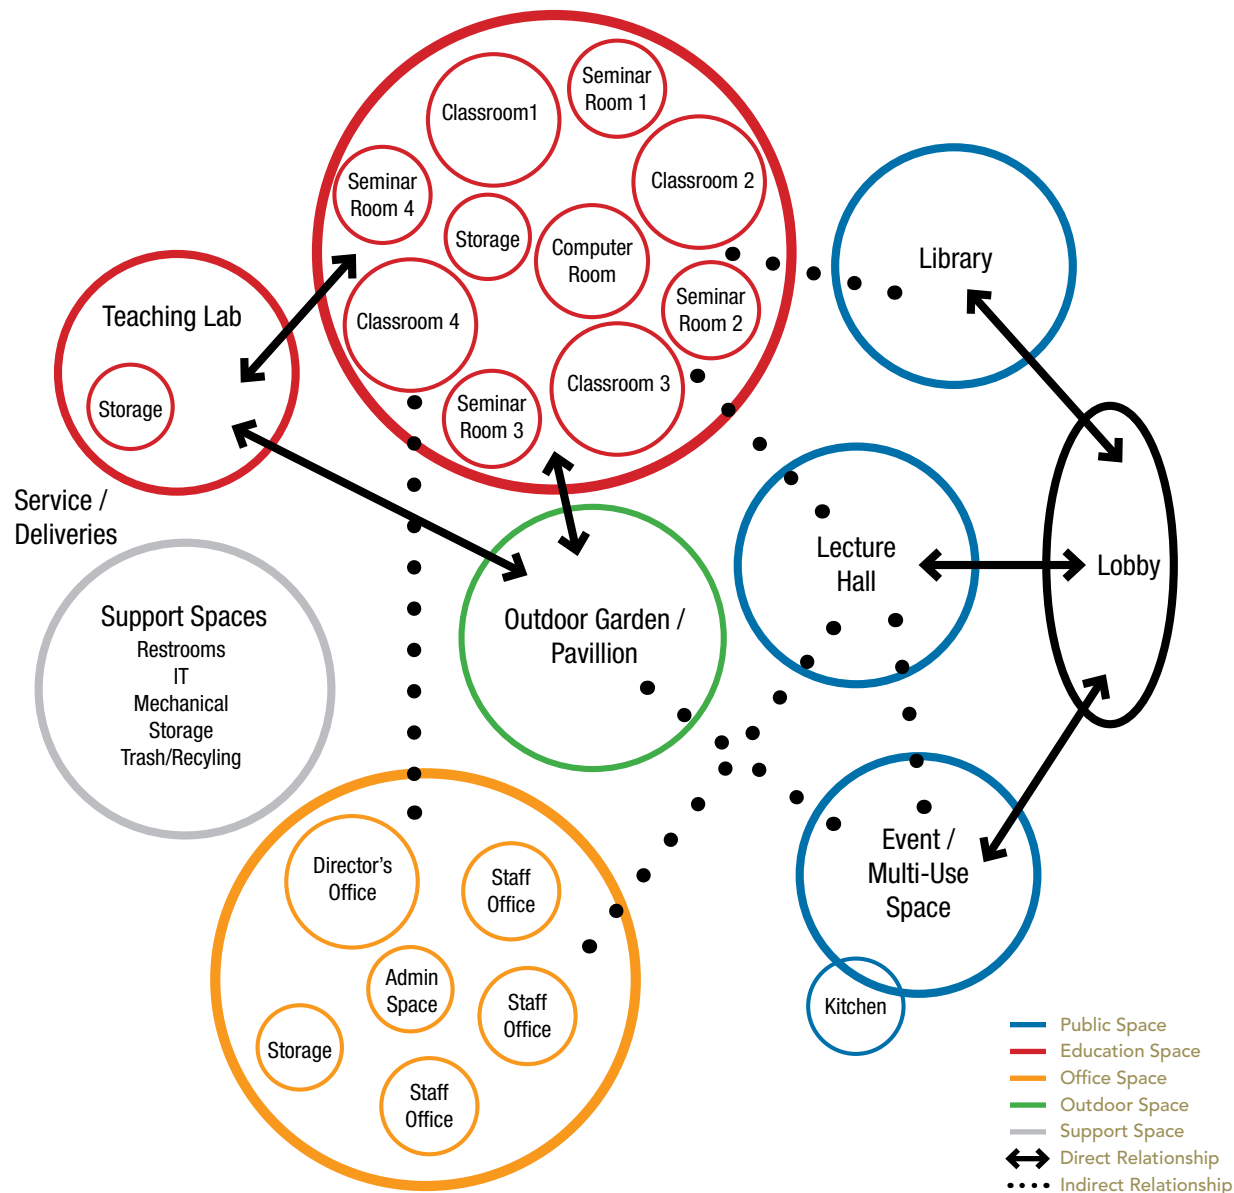 Seminar
Room 1
Classroom1
Classroom 2
Seminar
Room 4
Storage
Computer
Room
Library
Seminar
Room 2
Teaching Lab
Classroom 4
Classroom 3
Storage
Seminar
Room 3
Service /
Deliveries
Lecture
Hall
Lobby
Support Spaces
Restrooms
IT
Mechanical
Storage
Trash/Recyling
Outdoor Garden /
Pavillion
Director's
Office
Staff
Office
Event /
Multi-Use
Space
Admin
Space
Staff
Office
Storage
Staff
Office
Kitchen
Public Space
Education Space
Office Space
Outdoor Space
Support Space
Direct Relationship
Indirect Relationship